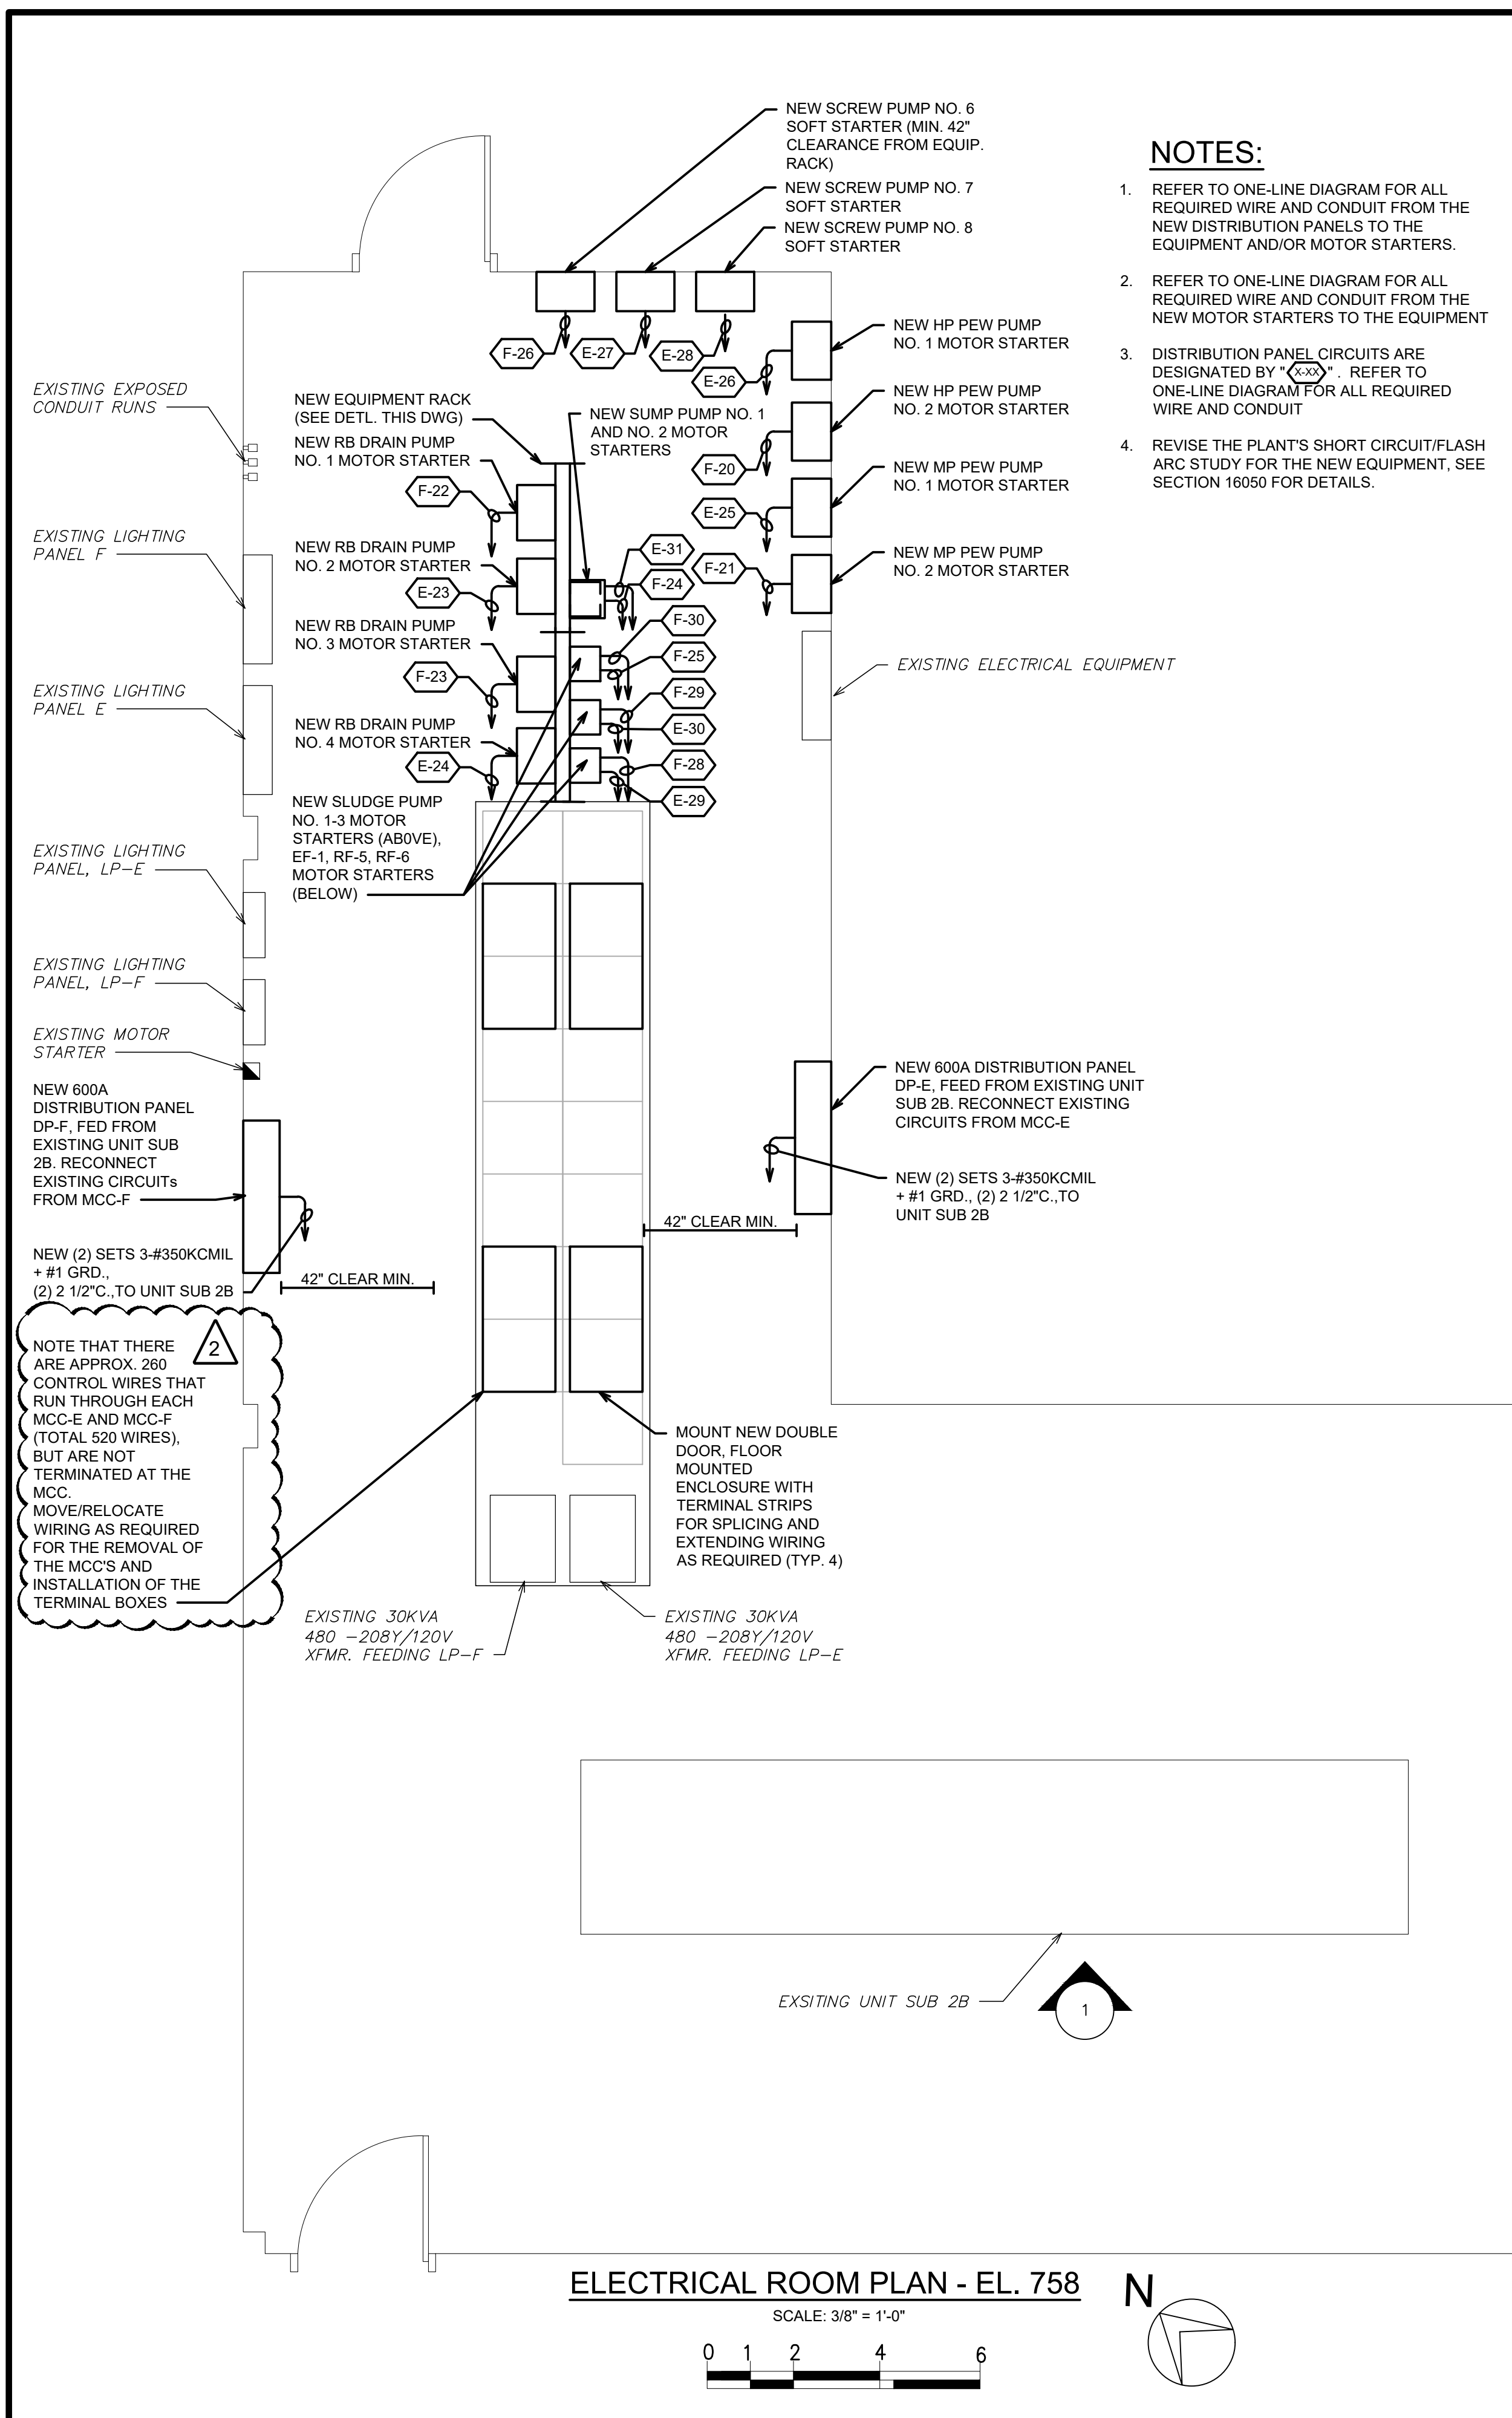 NEW SCREW PUMP NO. 6
SOFT STARTER (MIN. 42"
CLEARANCE FROM EQUIP.
RACK)
NEW SCREW PUMP NO. 7
SOFT STARTER
NEW SCREW PUMP NO. 8
SOFT STARTER
NOTES:
1. REFER TO ONE-LINE DIAGRAM FOR ALL
REQUIRED WIRE AND CONDUIT FROM THE
NEW DISTRIBUTION PANELS TO THE
EQUIPMENT AND/OR MOTOR STARTERS.
2. REFER TO ONE-LINE DIAGRAM FOR ALL
REQUIRED WIRE AND CONDUIT FROM THE
NEW MOTOR STARTERS TO THE EQUIPMENT
3. DISTRIBUTION PANEL CIRCUITS ARE
DESIGNATED BY "X-XX" . REFER TO
ONE-LINE DIAGRAM FOR ALL REQUIRED
WIRE AND CONDUIT
4. REVISE THE PLANT'S SHORT CIRCUIT/FLASH
ARC STUDY FOR THE NEW EQUIPMENT, SEE
SECTION 16050 FOR DETAILS.
F-26
E-27
E-28
E-26
NEW HP PEW PUMP
NO. 1 MOTOR STARTER
F-20
NEW HP PEW PUMP
NO. 2 MOTOR STARTER
E-25
NEW MP PEW PUMP
NO. 1 MOTOR STARTER
F-21
NEW MP PEW PUMP
NO. 2 MOTOR STARTER
EXISTING EXPOSED
CONDUIT RUNS
NEW EQUIPMENT RACK
(SEE DETL. THIS DWG)
NEW RB DRAIN PUMP
NO. 1 MOTOR STARTER
F-22
NEW SUMP PUMP NO. 1
AND NO. 2 MOTOR
STARTERS
EXISTING LIGHTING
PANEL F
NEW RB DRAIN PUMP
NO. 2 MOTOR STARTER
E-23
E-31
F-24
NEW RB DRAIN PUMP
NO. 3 MOTOR STARTER
F-23
F-30
F-25
F-29
E-30
F-28
E-29
EXISTING ELECTRICAL EQUIPMENT
EXISTING LIGHTING
PANEL E
NEW RB DRAIN PUMP
NO. 4 MOTOR STARTER
E-24
NEW SLUDGE PUMP
NO. 1-3 MOTOR
STARTERS (AB0VE),
EF-1, RF-5, RF-6
MOTOR STARTERS
(BELOW)
EXISTING LIGHTING
PANEL, LP-E
EXISTING LIGHTING
PANEL, LP-F
EXISTING MOTOR
STARTER
NEW 600A
DISTRIBUTION PANEL
DP-F, FED FROM
EXISTING UNIT SUB
2B. RECONNECT
EXISTING CIRCUITs
FROM MCC-F
NEW 600A DISTRIBUTION PANEL
DP-E, FEED FROM EXISTING UNIT
SUB 2B. RECONNECT EXISTING
CIRCUITS FROM MCC-E
NEW (2) SETS 3-#350KCMIL
+ #1 GRD., (2) 2 1/2"C.,TO
UNIT SUB 2B
42" CLEAR MIN.
NEW (2) SETS 3-#350KCMIL
+ #1 GRD.,
(2) 2 1/2"C.,TO UNIT SUB 2B
42" CLEAR MIN.
2
NOTE THAT THERE
ARE APPROX. 260
CONTROL WIRES THAT
RUN THROUGH EACH
MCC-E AND MCC-F
(TOTAL 520 WIRES),
BUT ARE NOT
TERMINATED AT THE
MCC.
MOVE/RELOCATE
WIRING AS REQUIRED
FOR THE REMOVAL OF
THE MCC'S AND
INSTALLATION OF THE
TERMINAL BOXES
MOUNT NEW DOUBLE
DOOR, FLOOR
MOUNTED
ENCLOSURE WITH
TERMINAL STRIPS
FOR SPLICING AND
EXTENDING WIRING
AS REQUIRED (TYP. 4)
EXISTING 30KVA
480 -208Y/120V
XFMR. FEEDING LP-F
EXISTING 30KVA
480 -208Y/120V
XFMR. FEEDING LP-E
EXSITING UNIT SUB 2B
1
ELECTRICAL ROOM PLAN - EL. 758
SCALE: 3/8" = 1'-0"
0 1 2 4 6
N